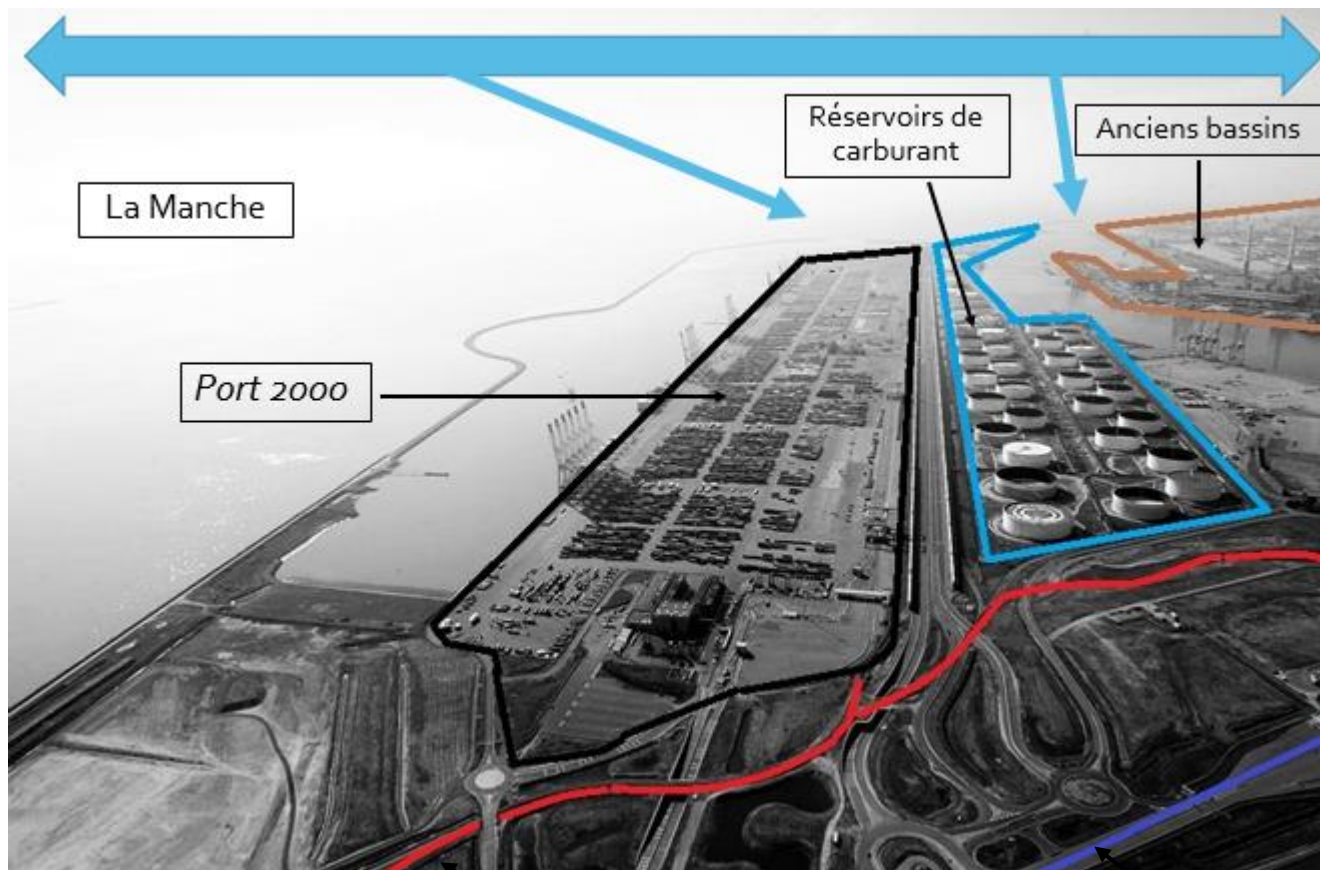 Réservoirs de
carburant
Anciens bassins
La Manche
Port 2000